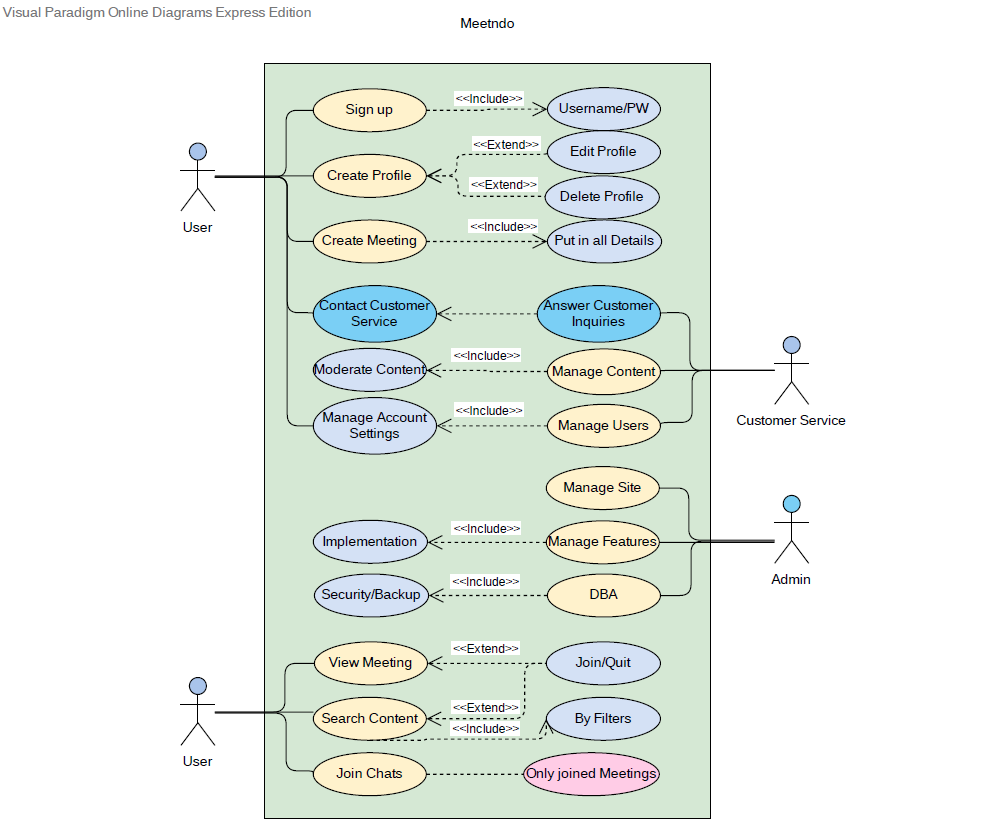 Visual Paradigm Online Diagrams Express Edition
Meetndo
Sign up
<<Include>>
Username/PW
<<Extend>>
Edit Profile
Create Profile
<<Extend>>
Delete Profile
User
Create Meeting
<<Include>>
Put in all Details
Contact Customer
Service
Answer Customer
Inquiries
Moderate Content
<<Include>>
Manage Content
Manage Account
Settings
<<Include>>
Manage Users
Customer Service
Manage Site
Implementation
<<Include>>
Manage Features
Admin
Security/Backup
<<Include>>
DBA
View Meeting
<<Extend>>
Join/Quit
Search Content
<<Extend>>
<<Include>>
By Filters
User
Join Chats
Only joined Meetings